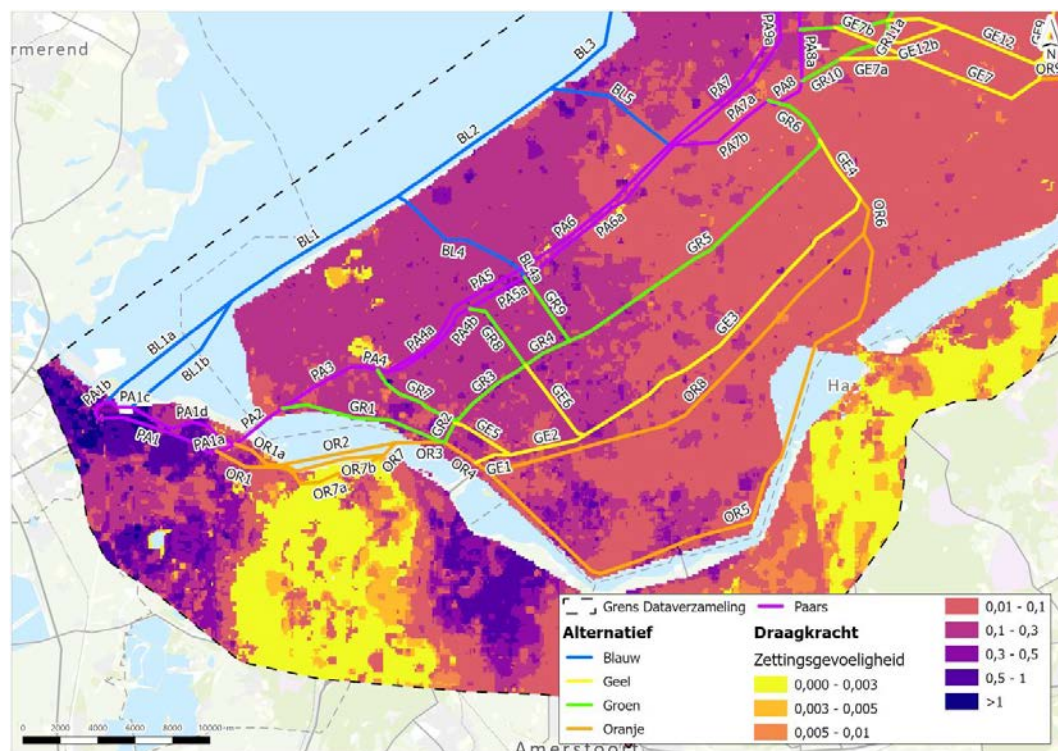 rmerend
BL3
PA9a
PA8a
GE7b
GR11a
GE12
GE9
N
OR9
GE12b
GE7a
GE7
GR10
PA8
PA7
PA7a
BL5
BL2
GR6
PA7b
GE4
OR6
BL1
BL4
PA6
PA6a
GR5
BL4a
PA5
PA5a
GR9
GE3
BL1a
BL1b
PA4a
PA4b
GR8
GR4
OR8
Ha
PA3
PA4
GR7
GR3
GE6
PA1b
PA1c
PA1d
PA2
GR1
GR2
GE5
GE2
PA1
PA1a
OR1a
OR2
OR3
OR1
OR7b
OR7
OR4
GE1
OR7a
OR5
Grens Dataverzameling
Paars
0,01 - 0,1
Alternatief
Draagkracht
0,1 - 0,3
Blauw
Zettingsgevoeligheid
0,3 - 0,5
Geel
0,000 - 0,003
0,5 - 1
Groen
0,003 - 0,005
>1
Oranje
0,005 - 0,01
0 2000 4000 6000 8000 10000 m
Amersfoort